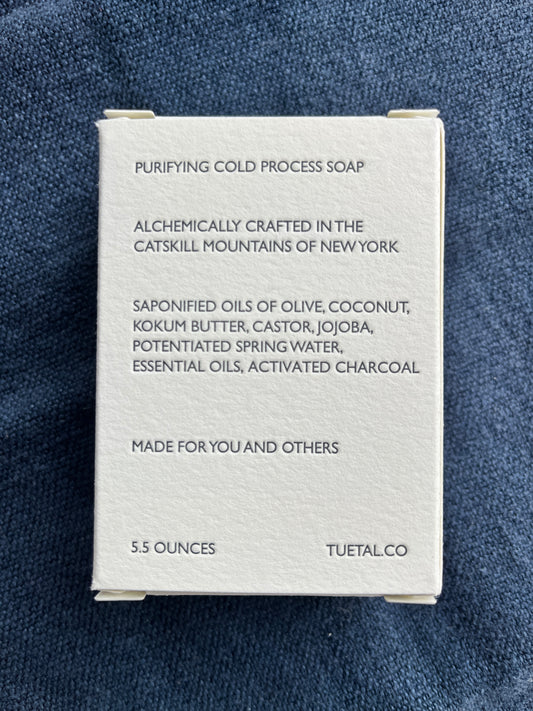 PURIFYING COLD PROCESS SOAP
ALCHEMICALLY CRAFTED IN THE
CATSKILL MOUNTAINS OF NEW YORK
SAPONIFIED OILS OF OLIVE, COCONUT,
KOKUM BUTTER, CASTOR, JOJOBA,
POTENTIATED SPRING WATER,
ESSENTIAL OILS, ACTIVATED CHARCOAL
MADE FOR YOU AND OTHERS
5.5 OUNCES TUETAL.CO